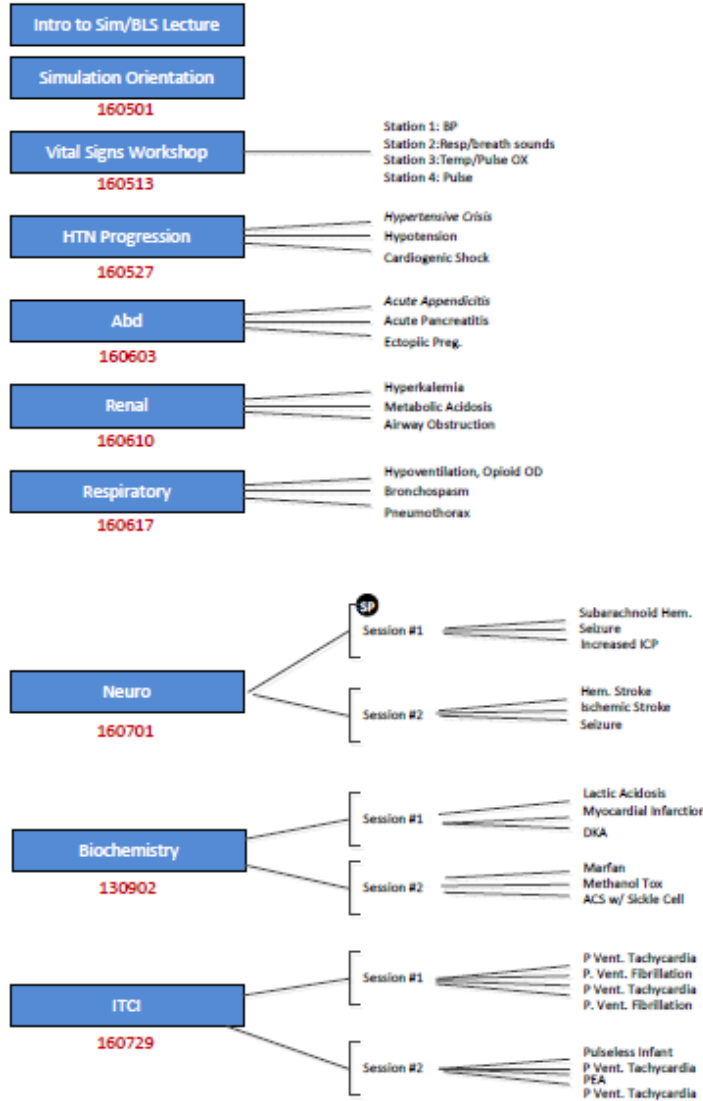 Intro to Sim/BLS Lecture
Simulation Orientation
160501
Vital Signs Workshop
Station 1: BP
Station 2:Resp/breath sounds
Station 3:Temp/Pulse OX
Station 4: Pulse
160513
HTN Progression
Hypertensive Crisis
Hypotension
Cardiogenic Shock
160527
Abd
Acute Appendicitis
Acute Pancreatitis
Ectopiic Preg.
160603
Renal
Hyperkalemia
Metabolic Acidosis
Airway Obstruction
160610
Respiratory
Hypoventilation, Opioid OD
Bronchospasm
Pneumothorax
160617
Neuro
160701
SP
Session #1
Subarachnoid Hem.
Seizure
Increased ICP
Session #2
Hem. Stroke
Ischemic Stroke
Seizure
Biochemistry
130902
Session #1
Lactic Acidosis
Myocardial Infarction
DKA
Session #2
Marfan
Methanol Tox
ACS w/ Sickle Cell
ITCI
160729
Session #1
P Vent. Tachycardia
P. Vent. Fibrillation
P Vent. Tachycardia
P. Vent. Fibrillation
Session #2
Pulseless Infant
P Vent. Tachycardia
PEA
P Vent. Tachycardia